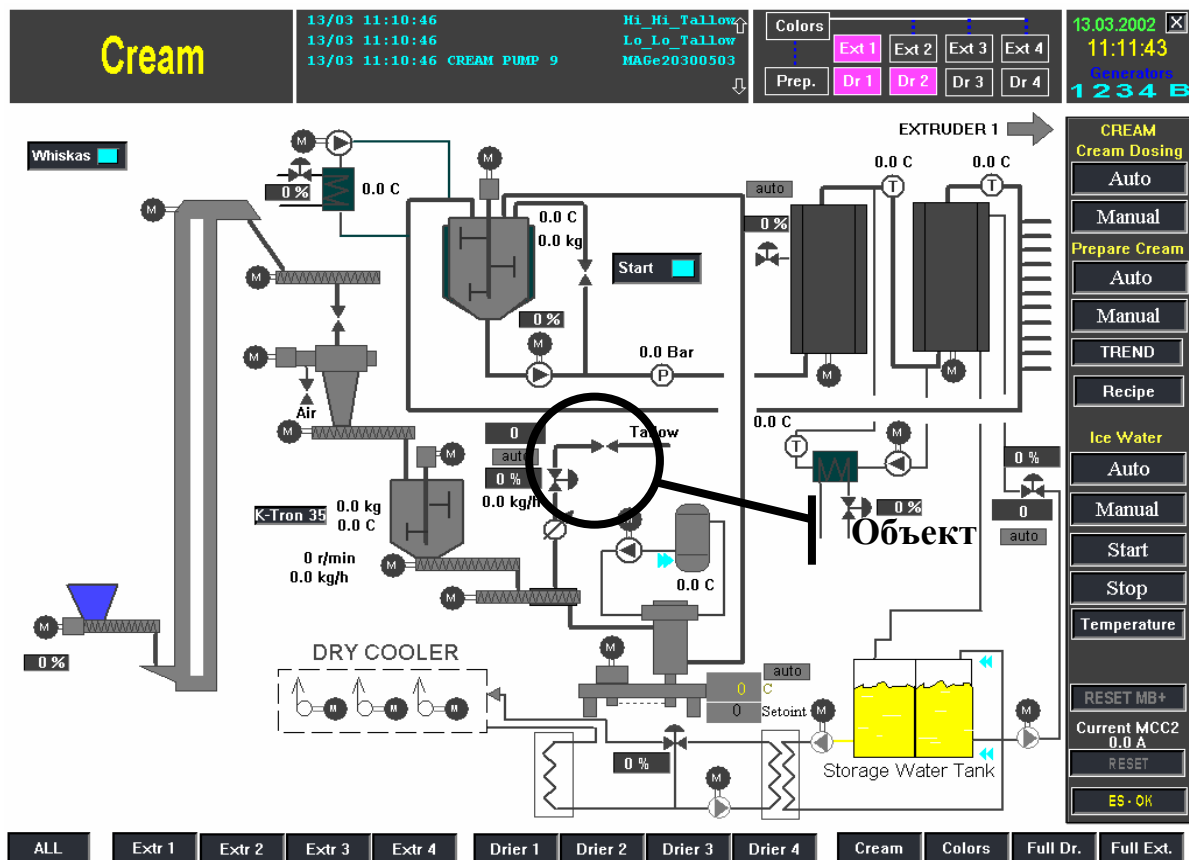 Cream
13/03 11:10:46 Hi_Hi_Tallow
13/03 11:10:46 Lo_Lo_Tallow
13/03 11:10:46 CREAM PUMP 9 MAGe20300503
Colors
Ext 1 Ext 2 Ext 3 Ext 4
Prep. Dr 1 Dr 2 Dr 3 Dr 4
13.03.2002 X
11:11:43
Generators
1 2 3 4 B
EXTRUDER 1
Whiskas
M
M
0 %
0.0 C
M
0.0 C
0.0 kg
auto
0 %
0.0 C
T
0.0 C
T
M
M
Start
0 %
M
0.0 Bar
P
M
M
M
Air
M
0
auto
0 %
0.0 kg/h
Tallow
0.0 C
T
M
0 %
Объект
0 %
0
auto
M
K-Tron 35
0.0 kg
0.0 C
0 r/min
0.0 kg/h
M
M
M
0.0 C
M
0 %
DRY COOLER
M M M
M
auto
0 C
0 Setoint
M
M
Storage Water Tank
0 %
M
CREAM
Cream Dosing
Auto
Manual
Prepare Cream
Auto
Manual
TREND
Recipe
Ice Water
Auto
Manual
Start
Stop
Temperature
RESET MB+
Current MCC2
0.0 A
RESET
ES - OK
ALL Extr 1 Extr 2 Extr 3 Extr 4 Drier 1 Drier 2 Drier 3 Drier 4 Cream Colors Full Dr. Full Ext.